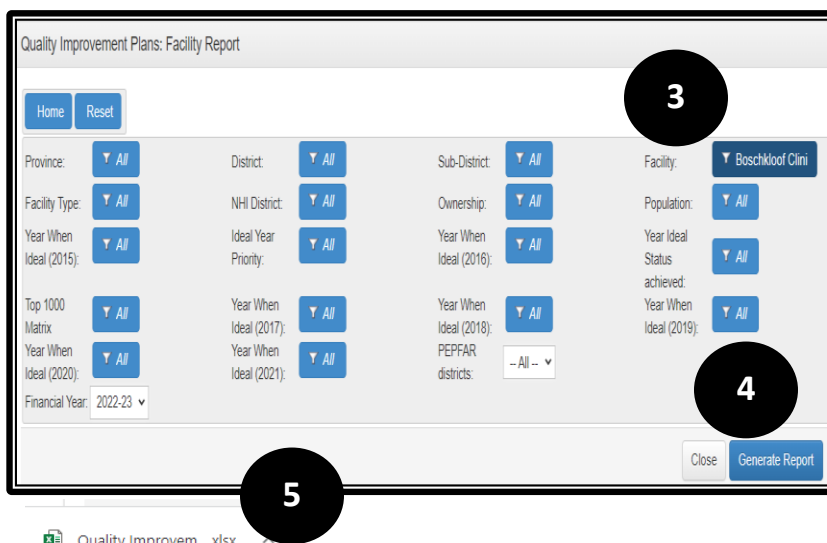 Quality Improvement Plans: Facility Report
3
Home Reset
Province: All District: All Sub-District: All Facility: Boschkloof Clini
Facility Type: All NHI District: All Ownership: All Population: All
Year When Ideal (2015): All Ideal Year Priority: All Year When Ideal (2016): All Year Ideal Status achieved: All
Top 1000 Matrix All Year When Ideal (2017): All Year When Ideal (2018): All Year When Ideal (2019): All
Year When Ideal (2020): All Year When Ideal (2021): All PEPFAR districts: -- All --
Financial Year: 2022-23
4
Close Generate Report
5
Quality Improvem....xlsx